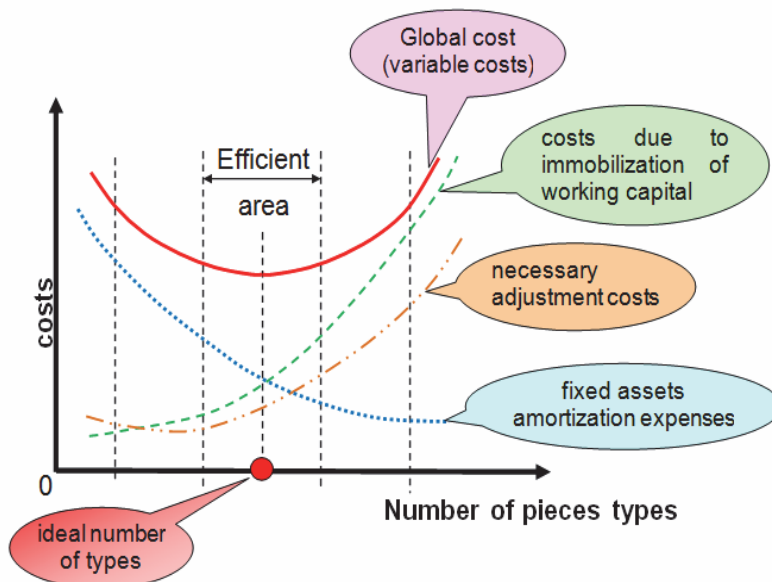 Global cost
(variable costs)
costs due to
immobilization of
working capital
Efficient
area
necessary
adjustment costs
costs
fixed assets
amortization expenses
0
Number of pieces types
ideal number
of types